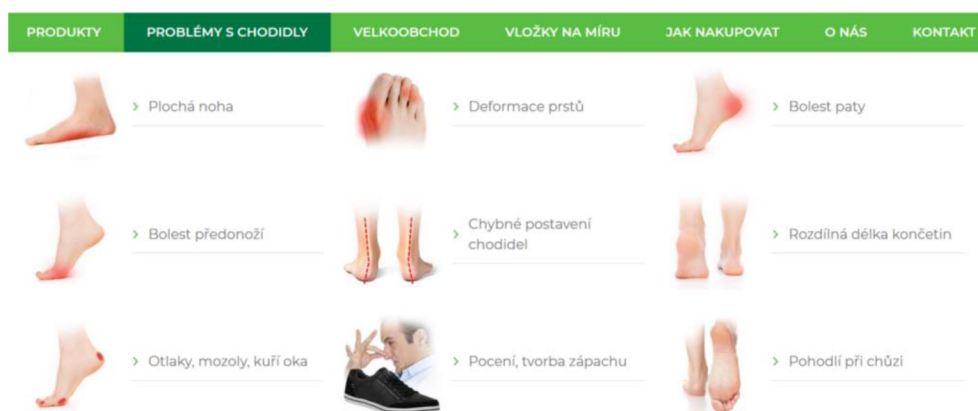 PRODUKTY PROBLÉMY S CHODIDLY VELKOOBCHOD VLOŽKY NA MÍRU JAK NAKUPOVAT O NÁS KONTAKT
Plochá noha
Deformace prstů
Bolest paty
Bolest předonoží
Chybné postavení
chodidel
Rozdílná délka končetin
Otlaky, mozoly, kuří oka
Pocení, tvorba zápachu
Pohodlí při chůzi